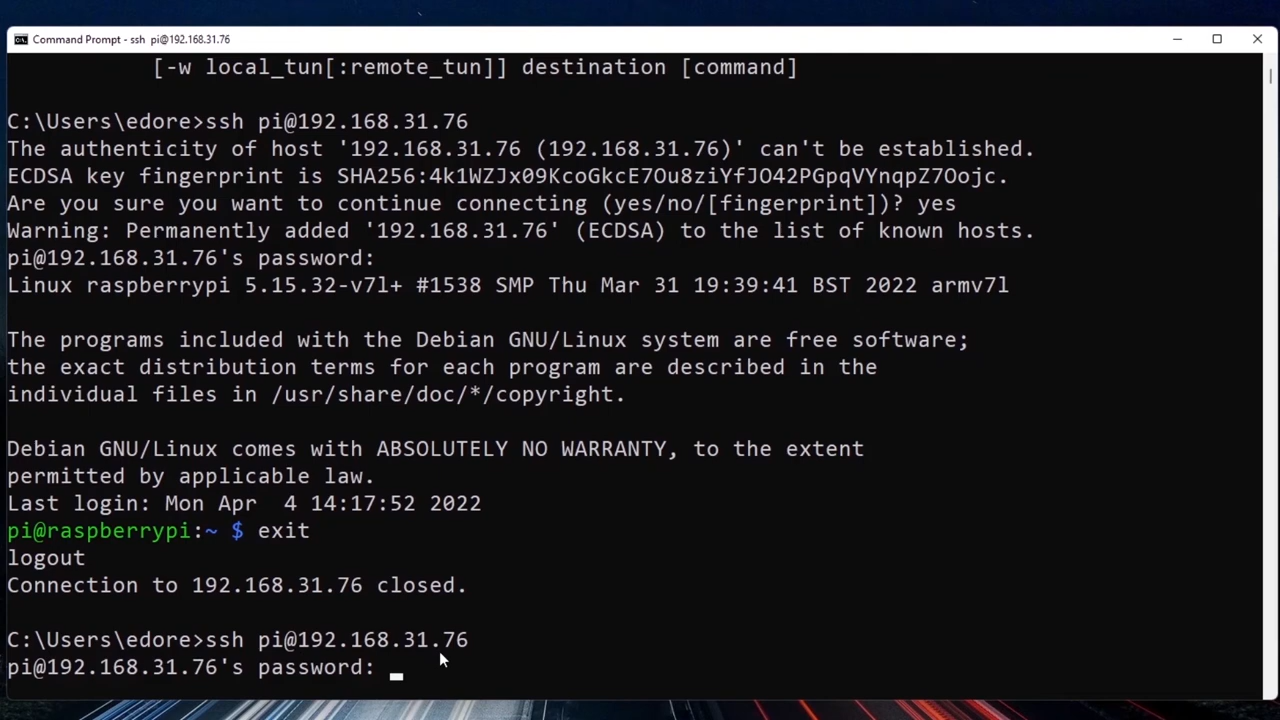 Command Prompt - ssh  pi@192.168.31.76
[-w local_tun[:remote_tun]] destination [command]
C:\Users\edore>ssh pi@192.168.31.76
The authenticity of host '192.168.31.76 (192.168.31.76)' can't be established.
ECDSA key fingerprint is SHA256:4k1WZJx09KcoGkcE7Ou8ziYfJO42PGpqVYnqpZ7Oojc.
Are you sure you want to continue connecting (yes/no/[fingerprint])? yes
Warning: Permanently added '192.168.31.76' (ECDSA) to the list of known hosts.
pi@192.168.31.76's password:
Linux raspberrypi 5.15.32-v7l+ #1538 SMP Thu Mar 31 19:39:41 BST 2022 armv7l
The programs included with the Debian GNU/Linux system are free software;
the exact distribution terms for each program are described in the
individual files in /usr/share/doc/*/copyright.
Debian GNU/Linux comes with ABSOLUTELY NO WARRANTY, to the extent
permitted by applicable law.
Last login: Mon Apr  4 14:17:52 2022
pi@raspberrypi:~ $ exit
logout
Connection to 192.168.31.76 closed.
C:\Users\edore>ssh pi@192.168.31.76
pi@192.168.31.76's password: